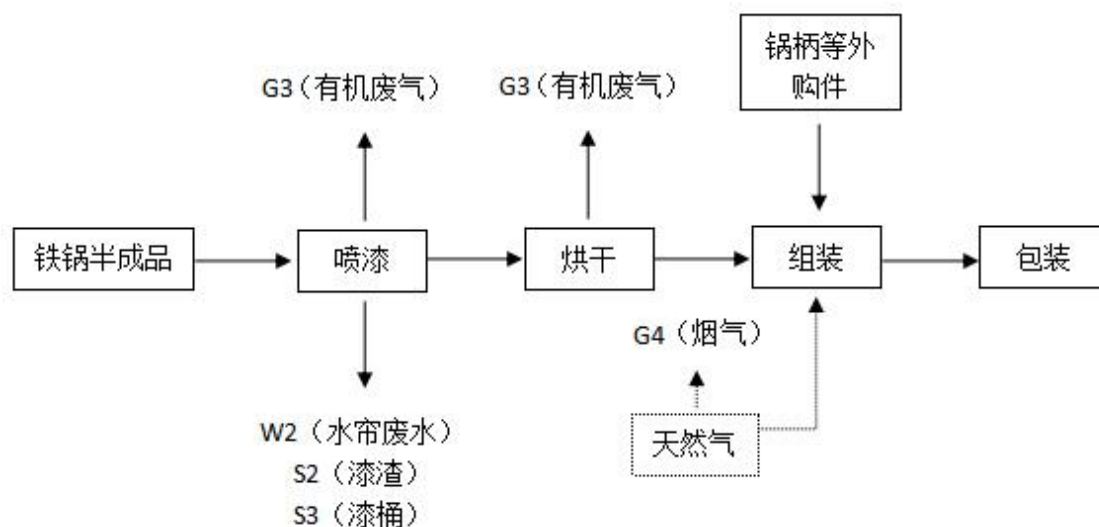 锅柄等外
购件
G3（有机废气）
G3（有机废气）
铁锅半成品
喷漆
烘干
组装
包装
G4（烟气）
天然气
W2（水帘废水）
S2（漆渣）
S3（漆桶）